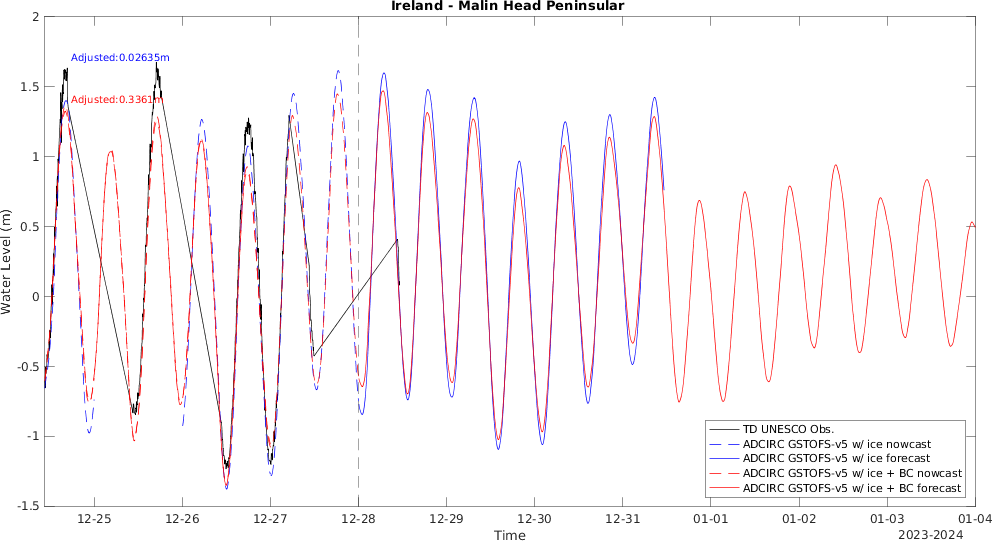 Ireland - Malin Head Peninsular
Adjusted:0.02635m
Adjusted:0.3361m
Water Level (m)
2
1.5
1
0.5
0
-0.5
-1
-1.5
12-25 12-26 12-27 12-28 12-29 12-30 12-31 01-01 01-02 01-03 01-04
Time
2023-2024
TD UNESCO Obs.
ADCIRC GSTOFS-v5 w/ ice nowcast
ADCIRC GSTOFS-v5 w/ ice forecast
ADCIRC GSTOFS-v5 w/ ice + BC nowcast
ADCIRC GSTOFS-v5 w/ ice + BC forecast